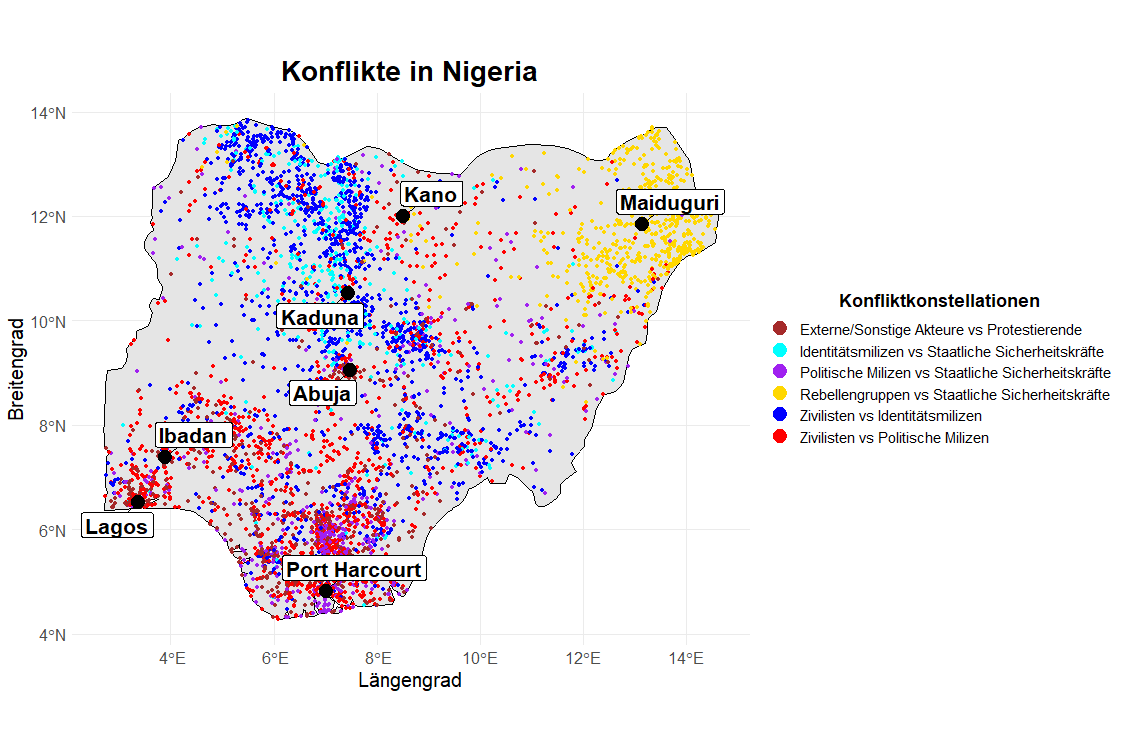 Konflikte in Nigeria
14°N
12°N
10°N
8°N
6°N
4°N
Breitengrad
Kano
Maiduguri
Kaduna
Abuja
Ibadan
Lagos
Port Harcourt
4°E
6°E
8°E
10°E
12°E
14°E
Längengrad
Konfliktkonstellationen
Externe/Sonstige Akteure vs Protestierende
Identitätsmilizen vs Staatliche Sicherheitskräfte
Politische Milizen vs Staatliche Sicherheitskräfte
Rebellengruppen vs Staatliche Sicherheitskräfte
Zivilisten vs Identitätsmilizen
Zivilisten vs Politische Milizen